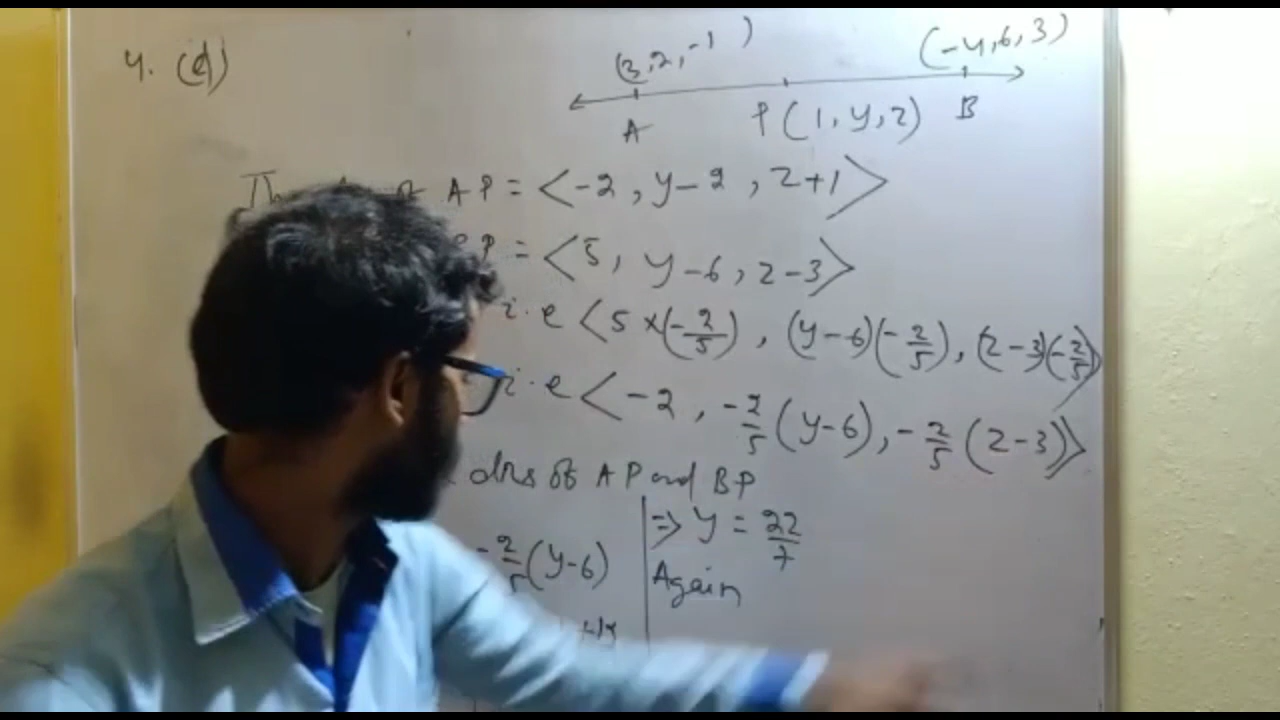 4. (d)
(3,2,-1) (-4,6,3)
A P(1,y,z) B
AP = <-2, y-2, z+1>
P = <5, y-6, z-3>
i.e <5×(-2/5), (y-6)(-2/5), (z-3)(-2/5)>
i.e <-2, -2/5(y-6), -2/5(z-3)>
drs of AP and BP
-2/5(y-6)
⇒ y = 22/7
Again